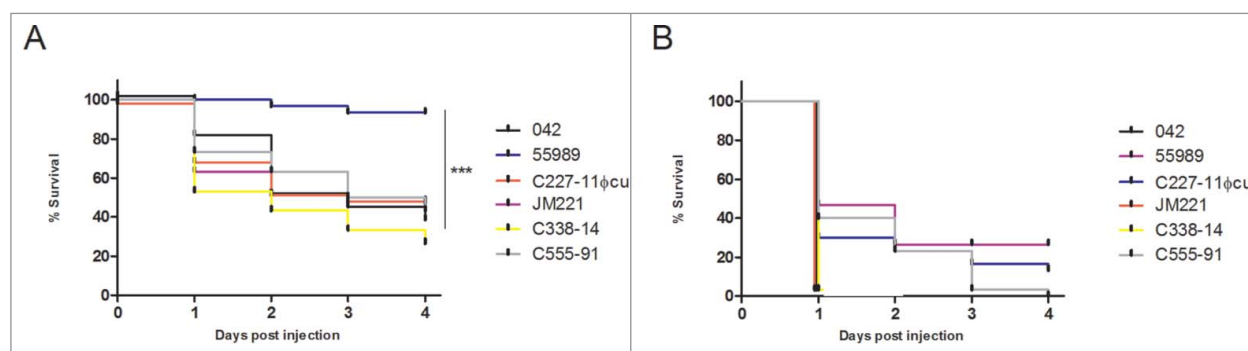 A
% Survival
100
80
60
40
20
0
0 1 2 3 4
Days post injection
***
042
55989
C227-11ϕcu
JM221
C338-14
C555-91
B
% Survival
100
80
60
40
20
0
0 1 2 3 4
Days post injection
042
55989
C227-11ϕcu
JM221
C338-14
C555-91